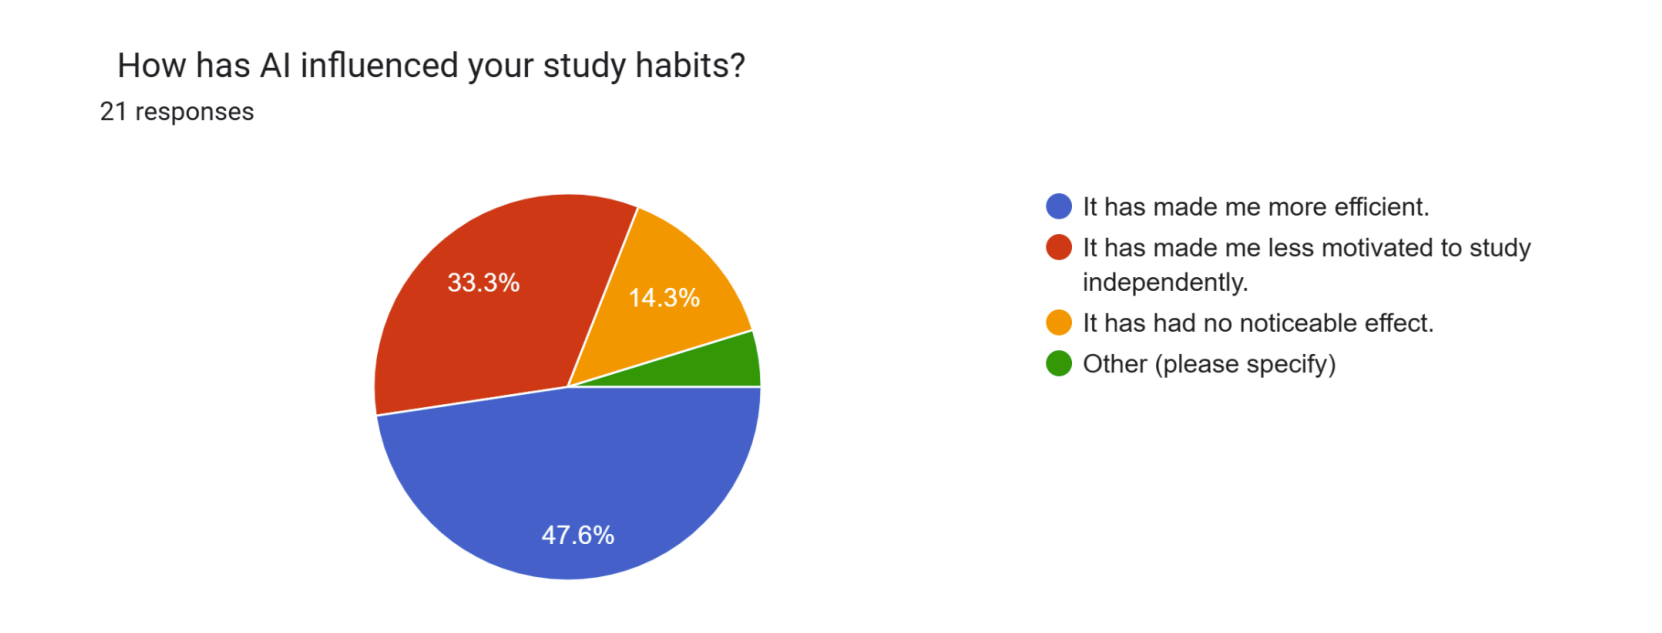 How has AI influenced your study habits?
21 responses
33.3%
14.3%
47.6%
It has made me more efficient.
It has made me less motivated to study
independently.
It has had no noticeable effect.
Other (please specify)